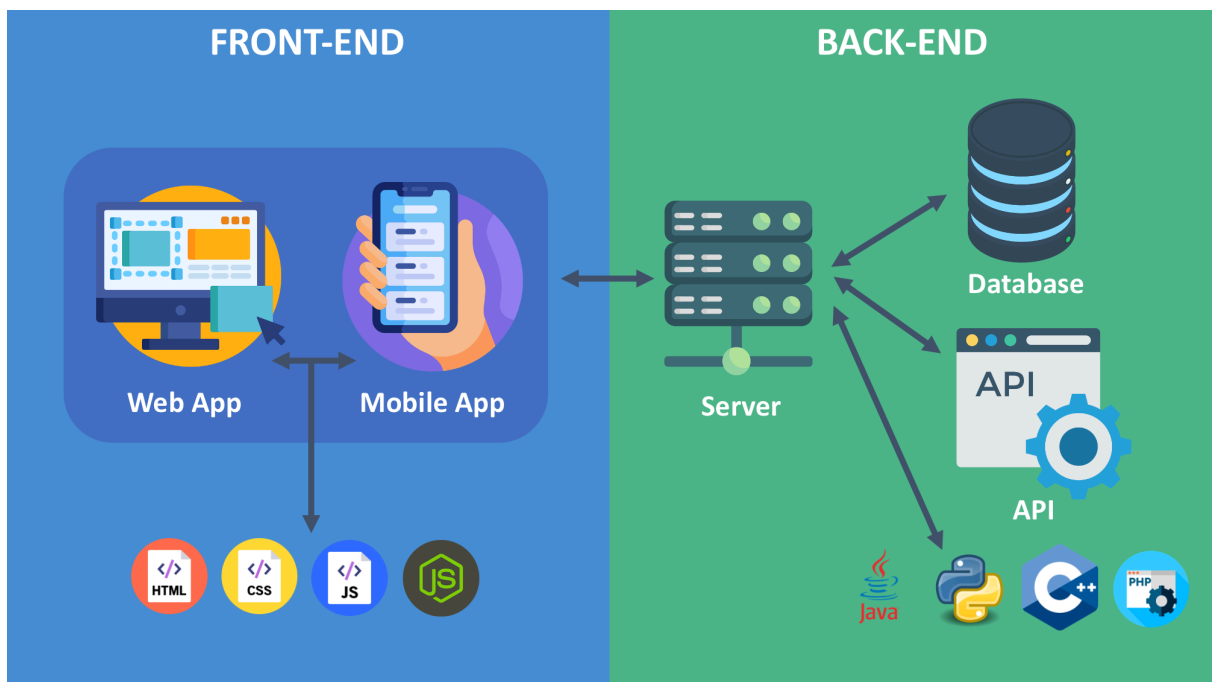 FRONT-END
BACK-END
Web App
Mobile App
Server
Database
API
API
HTML
CSS
JS
JS
Java
C++
PHP